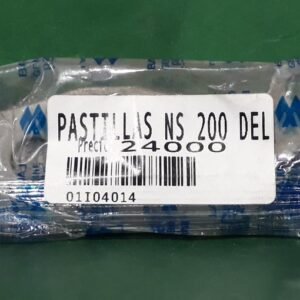 PASTILLAS NS 200 DEL
Precio 24000
01I04014